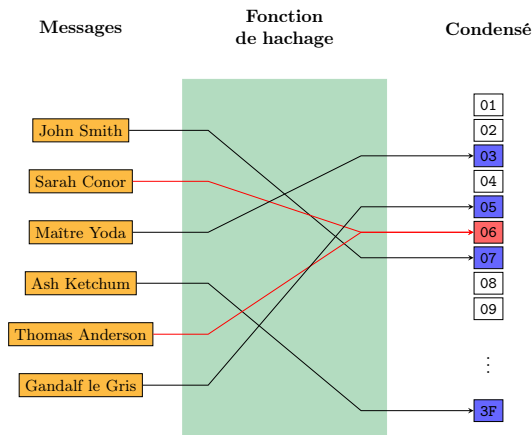 Messages
Fonction
de hachage
Condensé
John Smith
Sarah Conor
Maître Yoda
Ash Ketchum
Thomas Anderson
Gandalf le Gris
01
02
03
04
05
06
07
08
09
⋮
3F